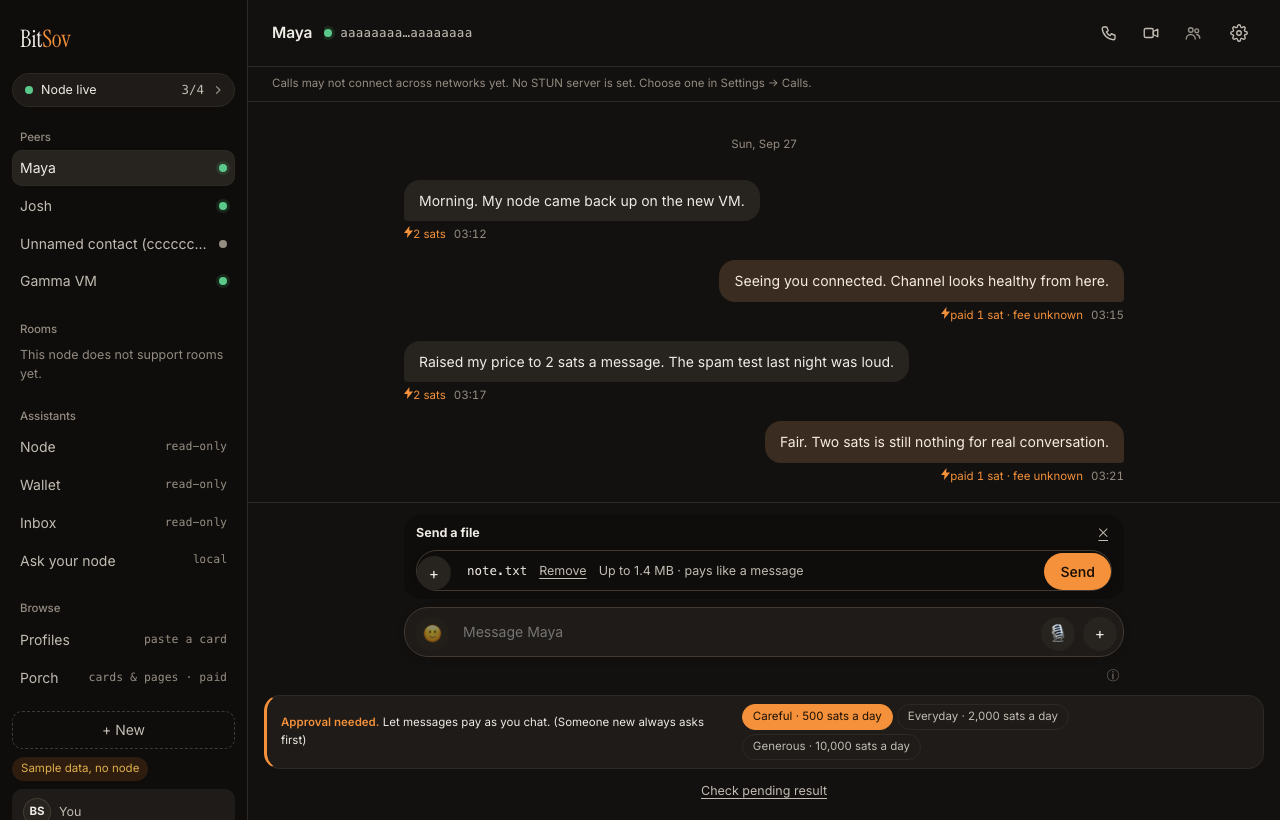 BitSov
Node live 3/4
Peers
Maya
Josh
Unnamed contact (cccccc…
Gamma VM
Rooms
This node does not support rooms
yet.
Assistants
Node read-only
Wallet read-only
Inbox read-only
Ask your node local
Browse
Profiles paste a card
Porch cards & pages · paid
+ New
Sample data, no node
BS You
Maya aaaaaaaa…aaaaaaaa
Calls may not connect across networks yet. No STUN server is set. Choose one in Settings → Calls.
Sun, Sep 27
Morning. My node came back up on the new VM.
2 sats 03:12
Seeing you connected. Channel looks healthy from here.
paid 1 sat · fee unknown 03:15
Raised my price to 2 sats a message. The spam test last night was loud.
2 sats 03:17
Fair. Two sats is still nothing for real conversation.
paid 1 sat · fee unknown 03:21
Send a file
+ note.txt Remove Up to 1.4 MB · pays like a message Send
Message Maya +
Approval needed. Let messages pay as you chat. (Someone new always asks
first)
Careful · 500 sats a day Everyday · 2,000 sats a day
Generous · 10,000 sats a day
Check pending result